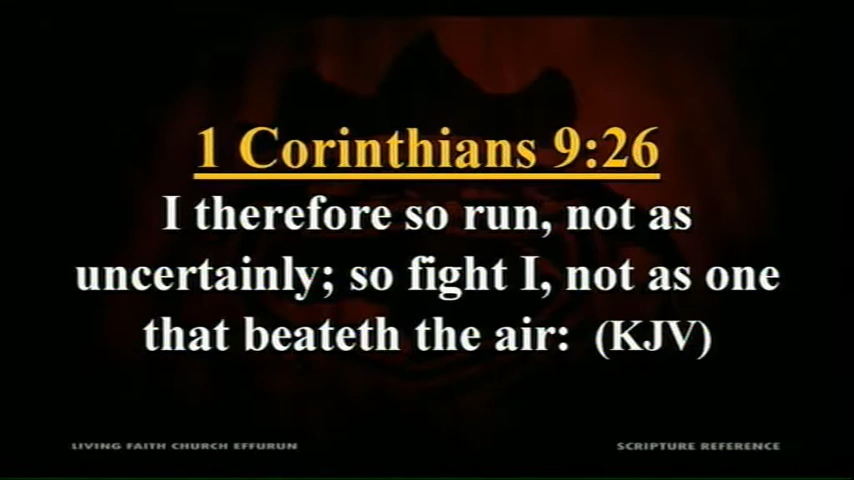 1 Corinthians 9:26
I therefore so run, not as
uncertainly; so fight I, not as one
that beateth the air: (KJV)
LIVING FAITH CHURCH EFFURUN
SCRIPTURE REFERENCE